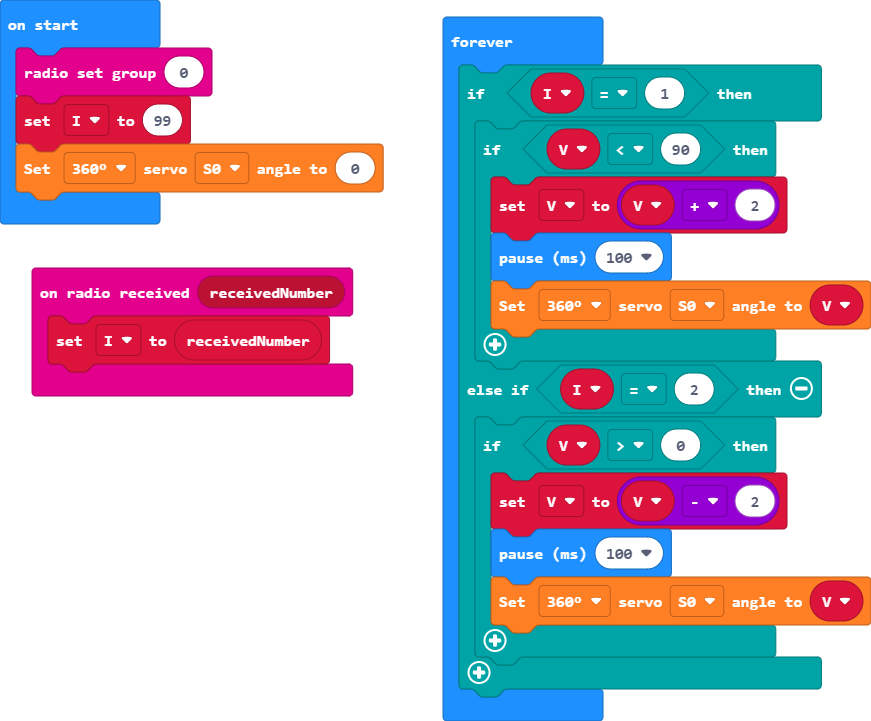 on start
radio set group 0
set I to 99
Set 360º servo S0 angle to 0
on radio received receivedNumber
set I to receivedNumber
forever
if I = 1 then
if V < 90 then
set V to V + 2
pause (ms) 100
Set 360º servo S0 angle to V
else if I = 2 then
if V > 0 then
set V to V - 2
pause (ms) 100
Set 360º servo S0 angle to V